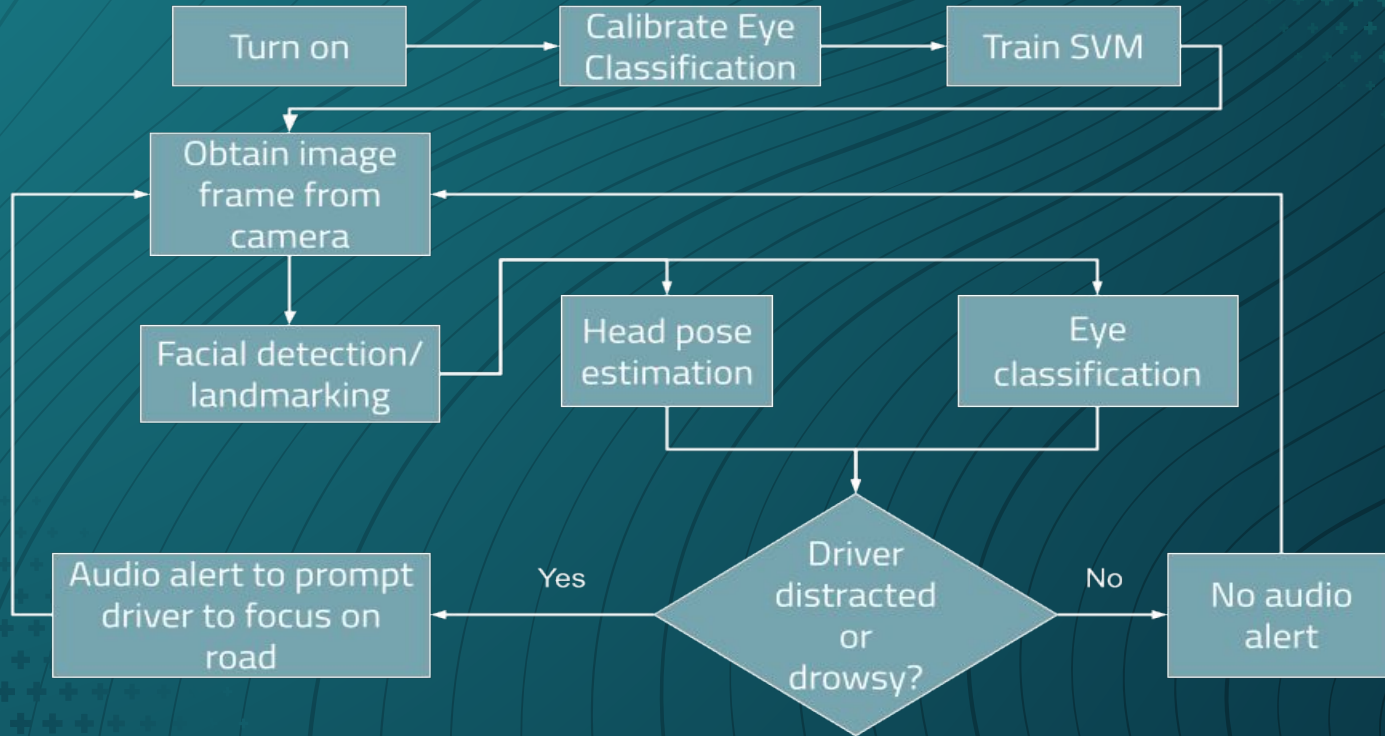 Turn on
Calibrate Eye
Classification
Train SVM
Obtain image
frame from
camera
Facial detection/
landmarking
Head pose
estimation
Eye
classification
Driver
distracted
or
drowsy?
Yes
No
Audio alert to prompt
driver to focus on
road
No audio
alert